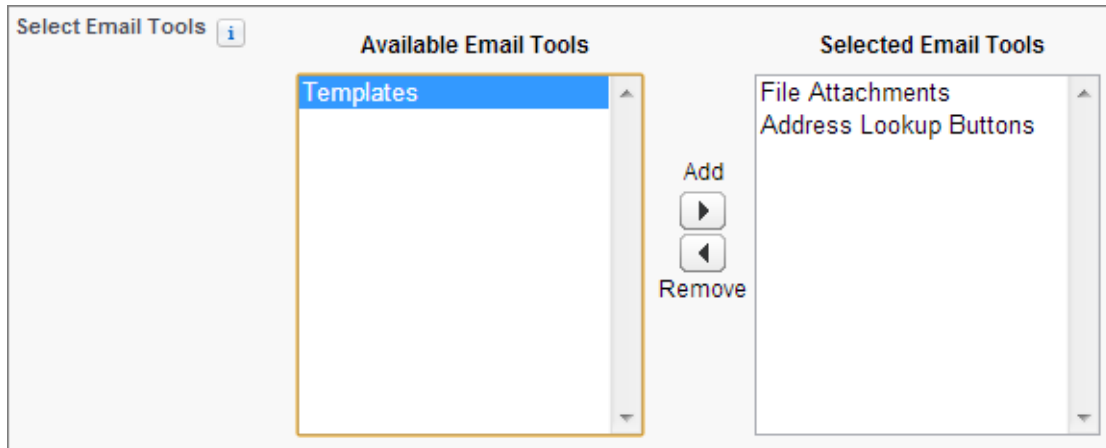 Select Email Tools i
Available Email Tools
Selected Email Tools
Templates
File Attachments
Address Lookup Buttons
Add
Remove